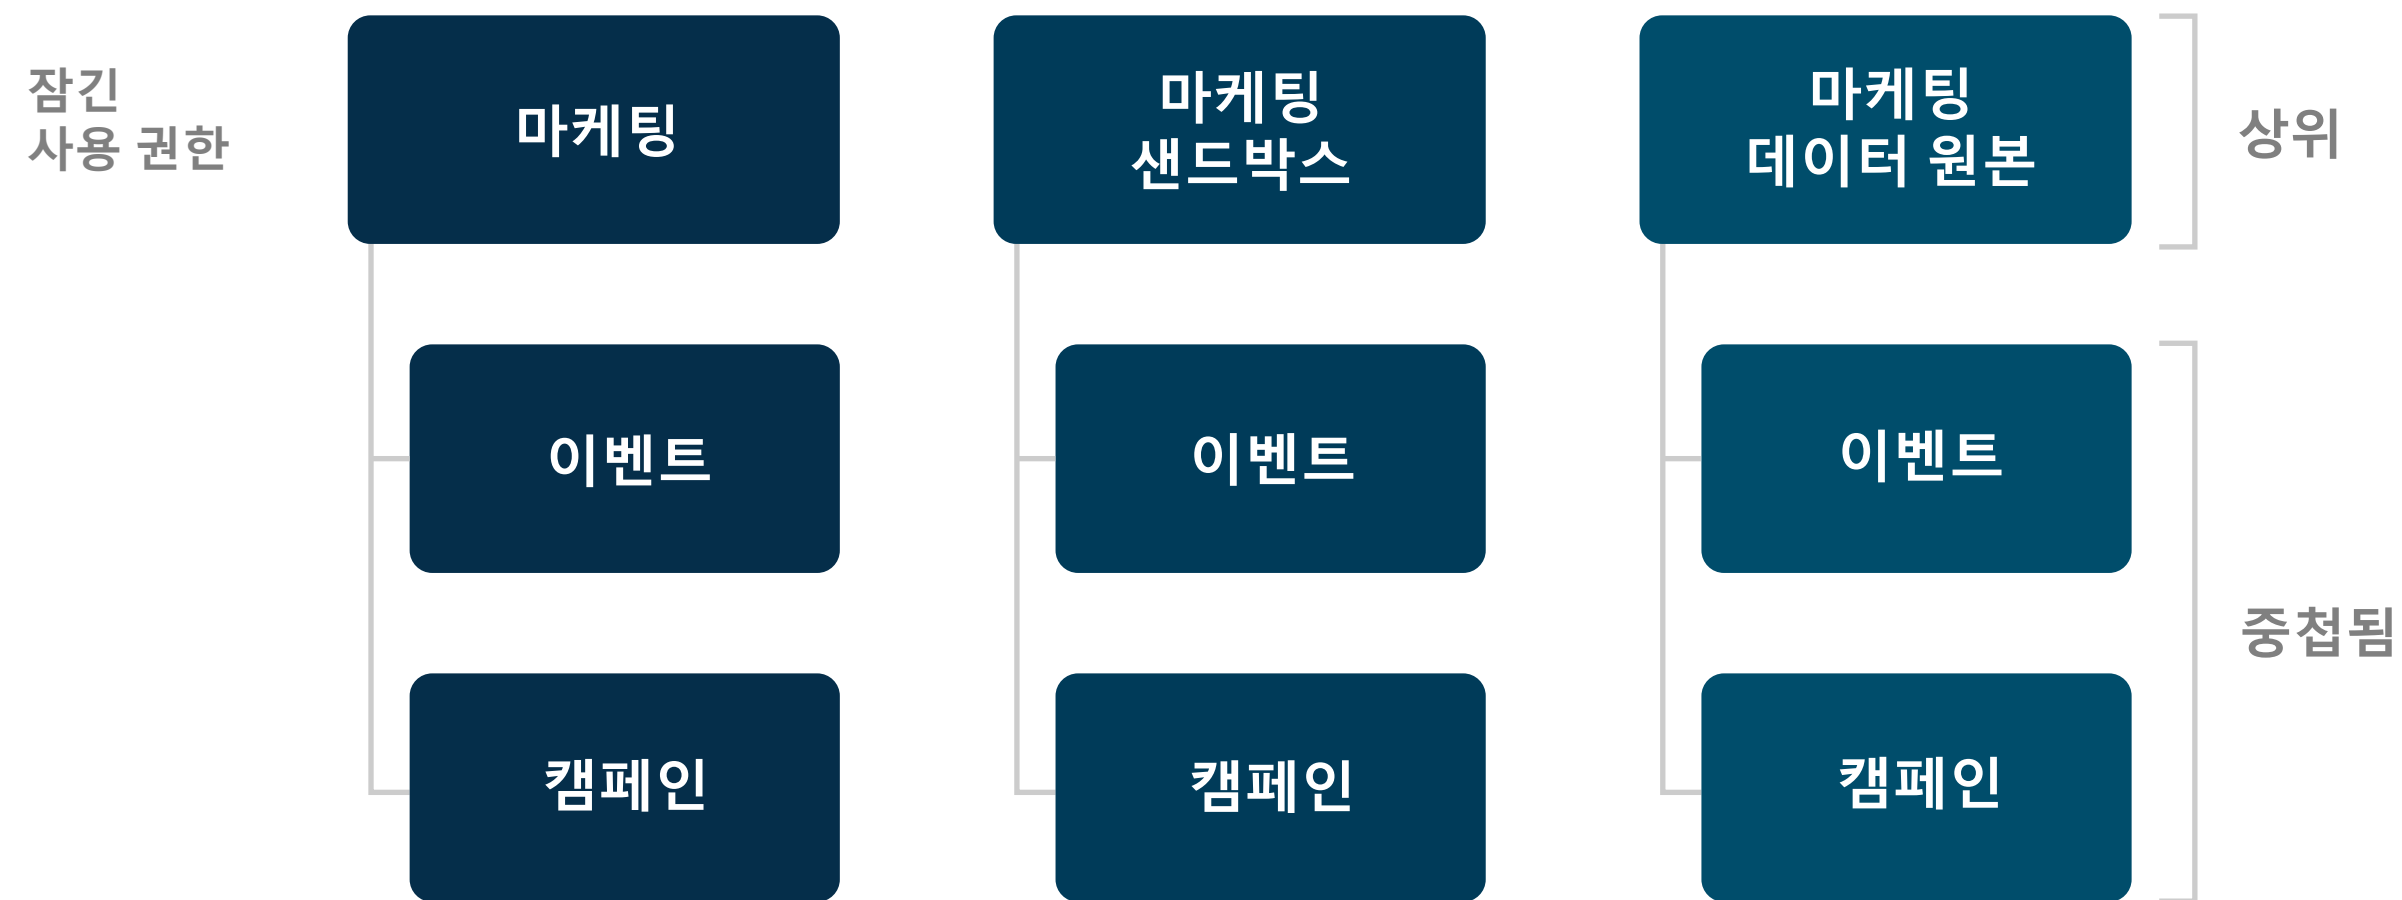 잠긴
사용 권한
마케팅
마케팅
샌드박스
마케팅
데이터 원본
상위
이벤트
이벤트
이벤트
중첩됨
캠페인
캠페인
캠페인